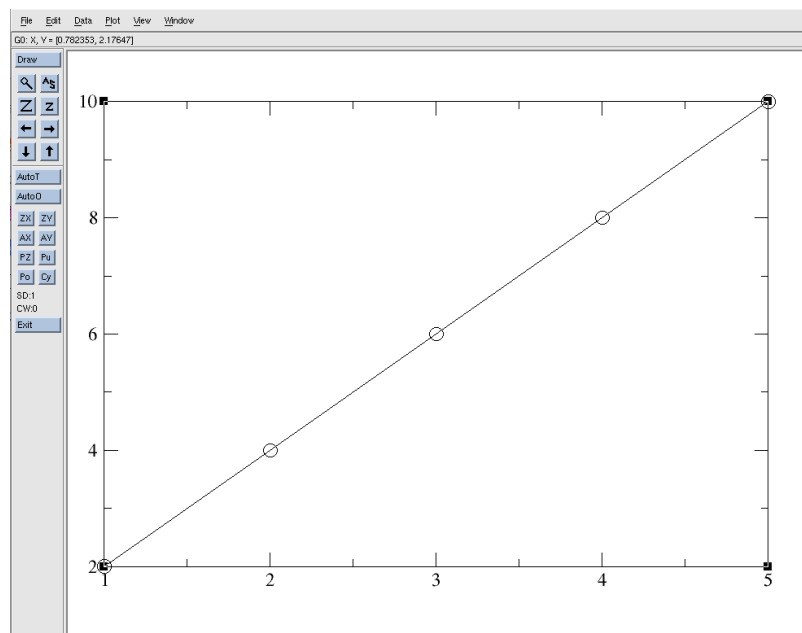 File Edit Data Plot View Window
G0: X, Y = [0.782353, 2.17647]
Draw
AS
Z z
AutoT
AutoO
ZX ZY
AX AY
PZ Pu
Po Cy
SD:1
CW:0
Exit
10
8
6
4
2
1 2 3 4 5